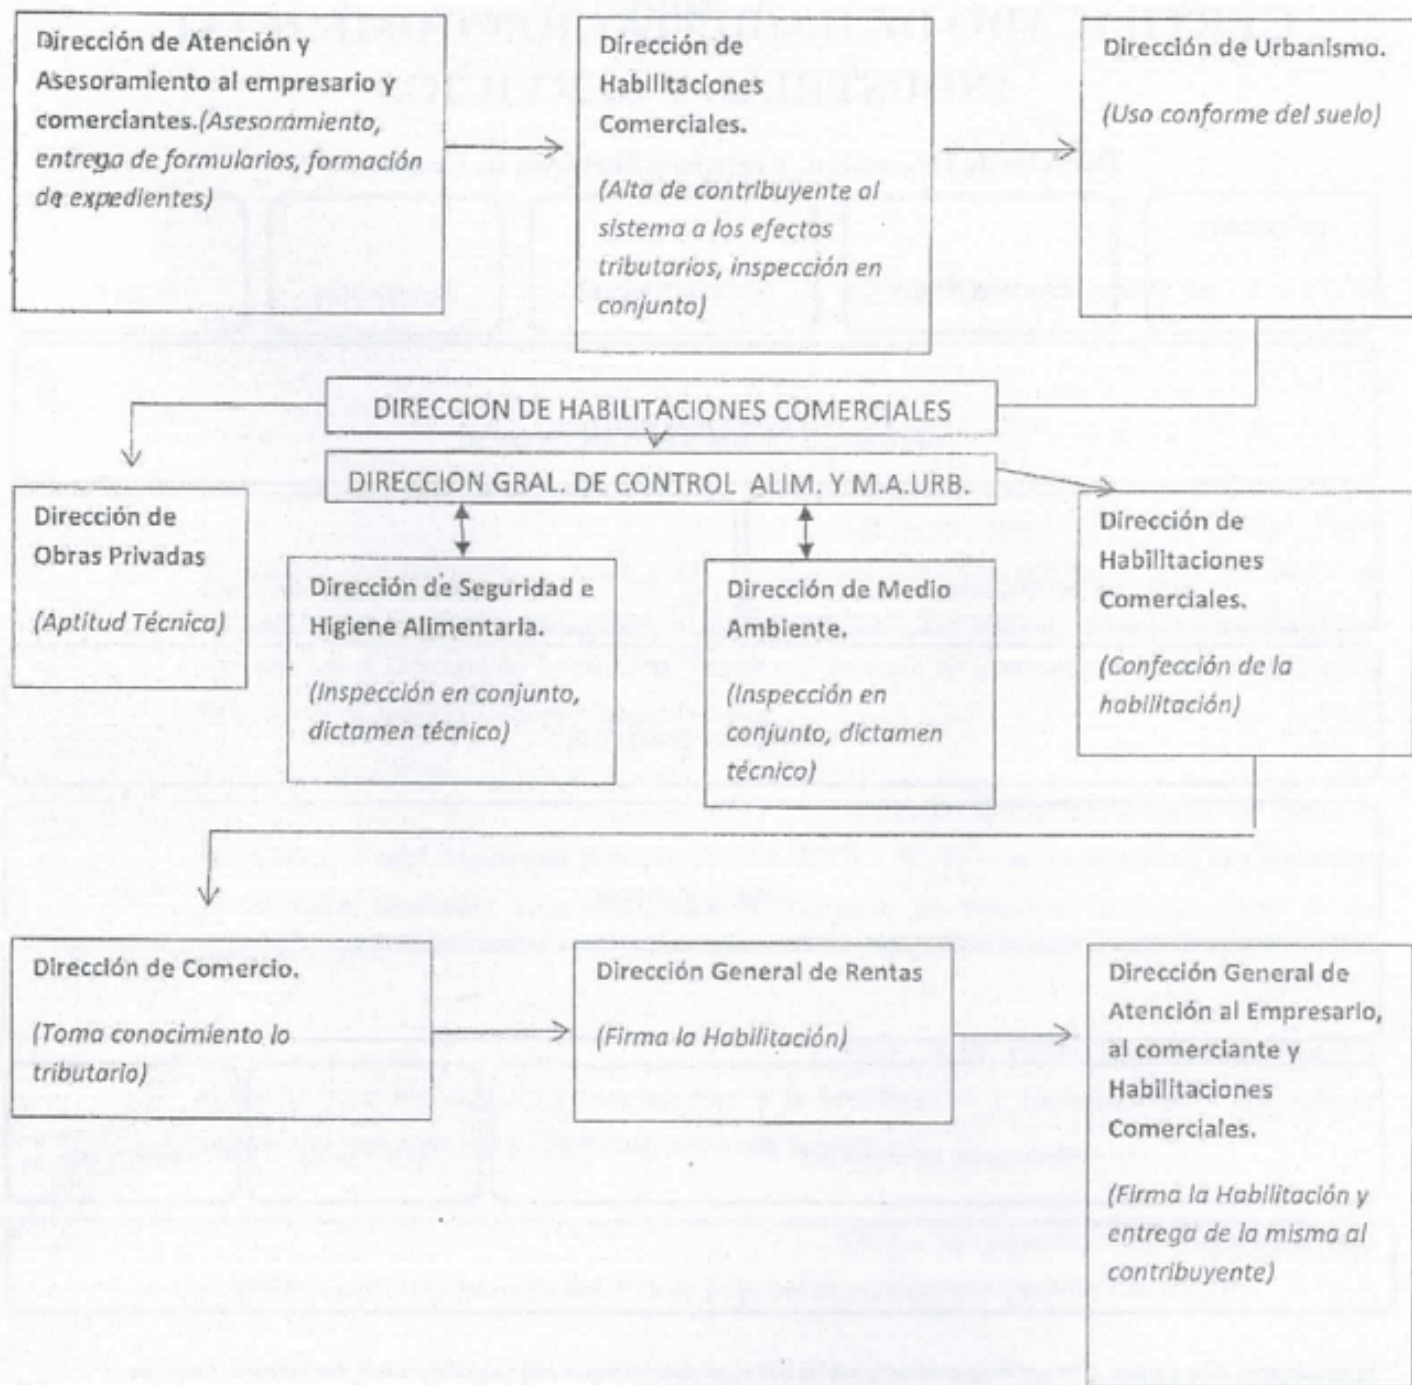 Dirección de Atención y
Asesoramiento al empresario y
comerciantes.(Asesoramiento,
entrega de formularios, formación
de expedientes)
Dirección de
Habilitaciones
Comerciales.
(Alta de contribuyente al
sistema a los efectos
tributarios, inspección en
conjunto)
Dirección de Urbanismo.
(Uso conforme del suelo)
DIRECCION DE HABILITACIONES COMERCIALES
DIRECCION GRAL. DE CONTROL ALIM. Y M.A.URB.
Dirección de
Obras Privadas
(Aptitud Técnica)
Dirección de Seguridad e
Higiene Alimentaria.
(Inspección en conjunto,
dictamen técnico)
Dirección de Medio
Ambiente.
(Inspección en
conjunto, dictamen
técnico)
Dirección de
Habilitaciones
Comerciales.
(Confección de la
habilitación)
Dirección de Comercio.
(Toma conocimiento lo
tributario)
Dirección General de Rentas
(Firma la Habilitación)
Dirección General de
Atención al Empresario,
al comerciante y
Habilitaciones
Comerciales.
(Firma la Habilitación y
entrega de la misma al
contribuyente)